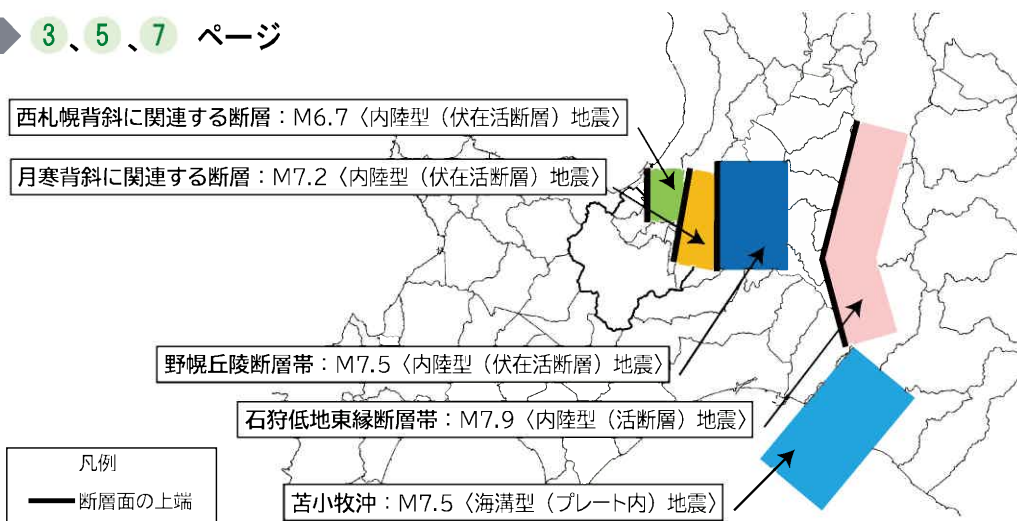 3、5、7 ページ
西札幌背斜に関連する断層：M6.7〈内陸型（伏在活断層）地震〉
月寒背斜に関連する断層：M7.2〈内陸型（伏在活断層）地震〉
野幌丘陵断層帯：M7.5〈内陸型（伏在活断層）地震〉
石狩低地東縁断層帯：M7.9〈内陸型（活断層）地震〉
苫小牧沖：M7.5〈海溝型（プレート内）地震〉
凡例
断層面の上端